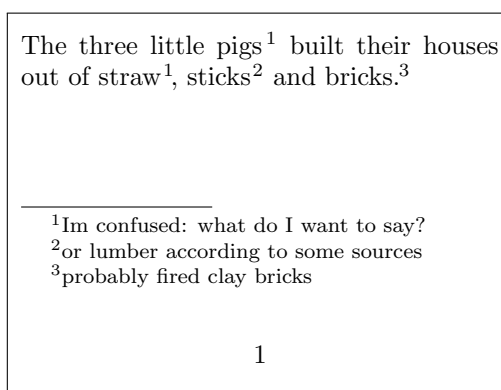 The three little pigs¹ built their houses
out of straw¹, sticks² and bricks.³
¹Im confused: what do I want to say?
²or lumber according to some sources
³probably fired clay bricks
1